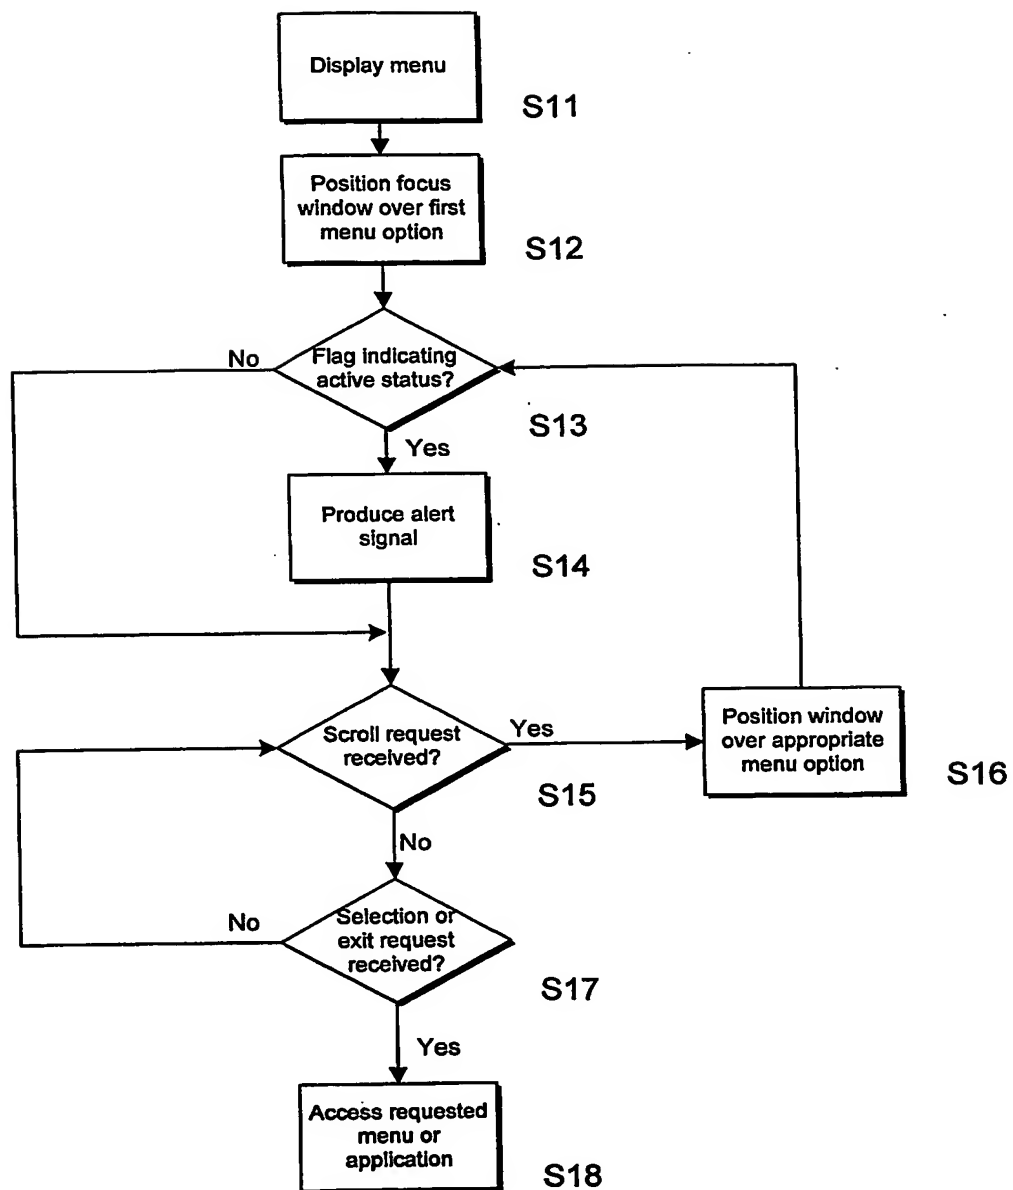 Display menu
S11
Position focus
window over first
menu option
S12
No
Flag indicating
active status?
S13
Yes
Produce alert
signal
S14
Scroll request
received?
Yes
S15
Position window
over appropriate
menu option
S16
No
No
Selection or
exit request
received?
S17
Yes
Access requested
menu or
application
S18